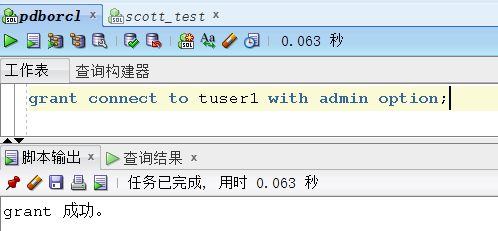 pdborcl x scott_test x
SQL SQL
0.063 秒
工作表 查询构建器
grant connect to tuser1 with admin option;
脚本输出 x 查询结果 x
任务已完成, 用时 0.063 秒
grant 成功。